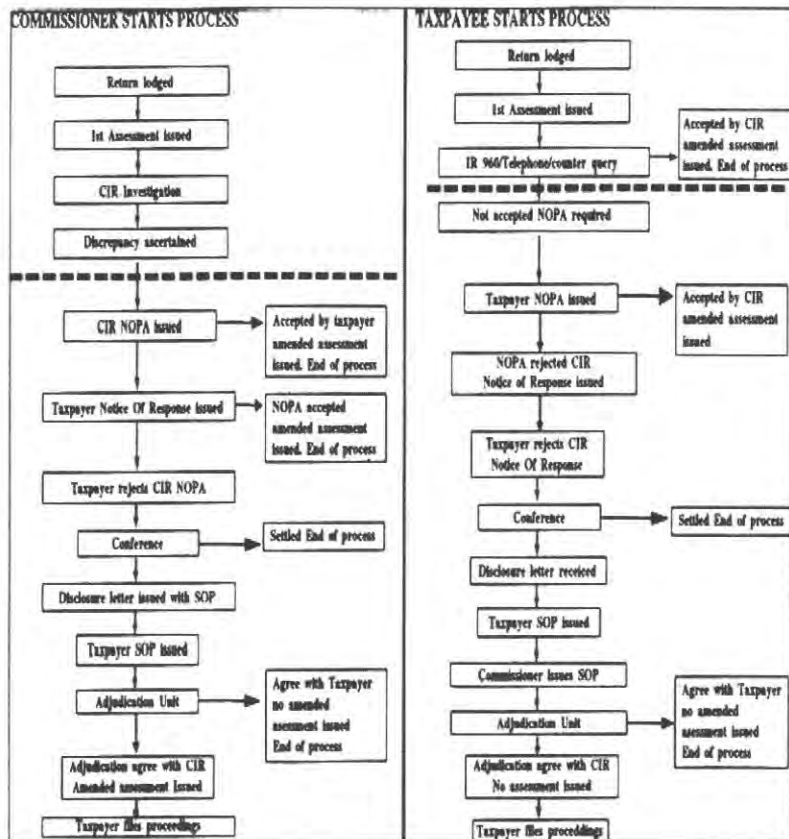 COMMISSIONER STARTS PROCESS
Return lodged
1st Assessment issued
CIR Investigation
Discrepancy ascertained
CIR NOPA issued
Accepted by taxpayer
amended assessment
issued. End of process
Taxpayer Notice Of Response issued
NOPA accepted
amended assessment
issued. End of process
Taxpayer rejects CIR NOPA
Conference
Settled End of process
Disclosure letter issued with SOP
Taxpayer SOP issued
Adjudication Unit
Agree with Taxpayer
no amended
asessment issued
End of process
Adjudication agree with CIR
Amended assessment Issued
Taxpayer files proceedings
TAXPAYEE STARTS PROCESS
Return lodged
1st Assessment issued
IR 960/Telephone/counter query
Accepted by CIR
amended assessment
issued. End of process
Not accepted NOPA required
Taxpayer NOPA issued
Accepted by CIR
amended assessment
issued
NOPA rejected CIR
Notice of Response issued
Taxpayer rejects CIR
Notice Of Response
Conference
Settled End of process
Disclosure letter received
Taxpayer SOP issued
Commissioner Issues SOP
Adjudication Unit
Agree with Taxpayer
no amended
asessment issued
End of process
Adjudication agree with CIR
No assessment Issued
Taxpayer files proceddings